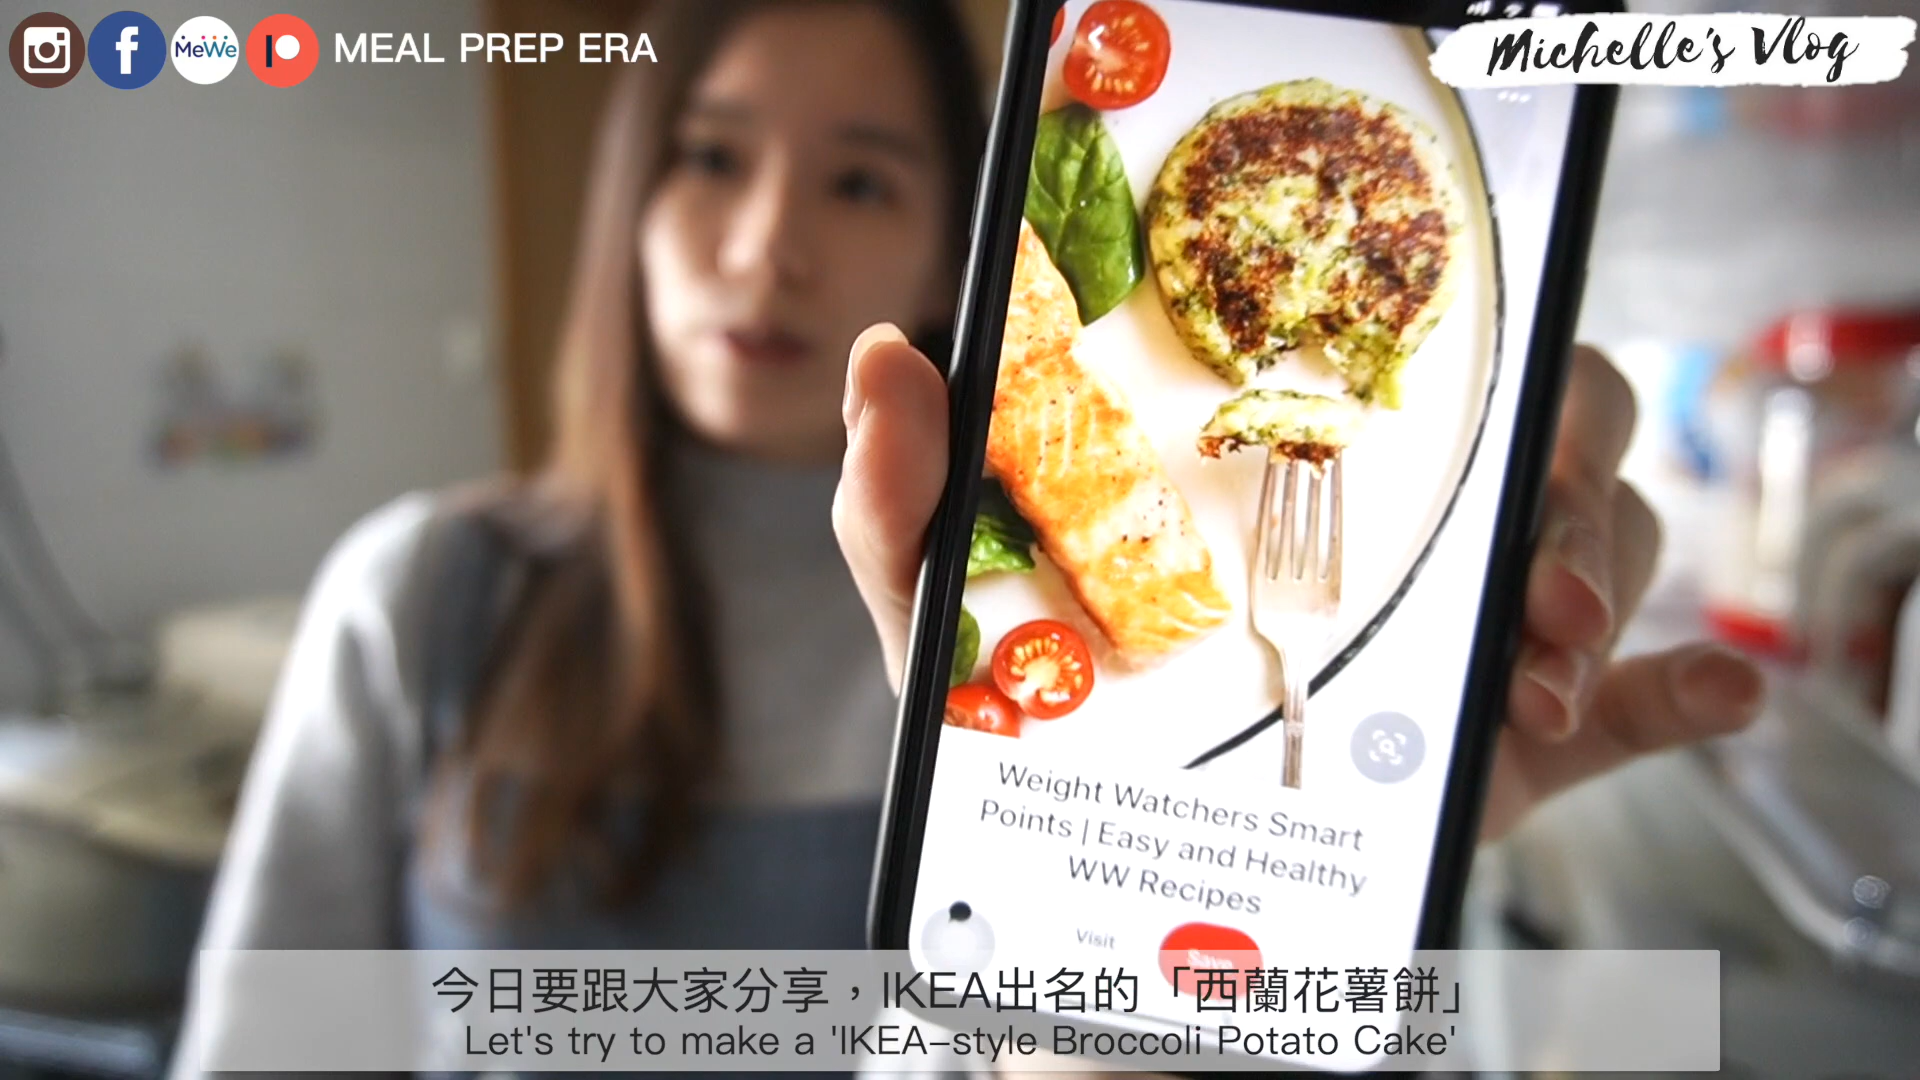 MeWe
MEAL PREP ERA
Michelle's Vlog
Weight Watchers Smart
Points | Easy and Healthy
WW Recipes
Visit
Save
今日要跟大家分享，IKEA出名的「西蘭花薯餅」
Let's try to make a 'IKEA-style Broccoli Potato Cake'